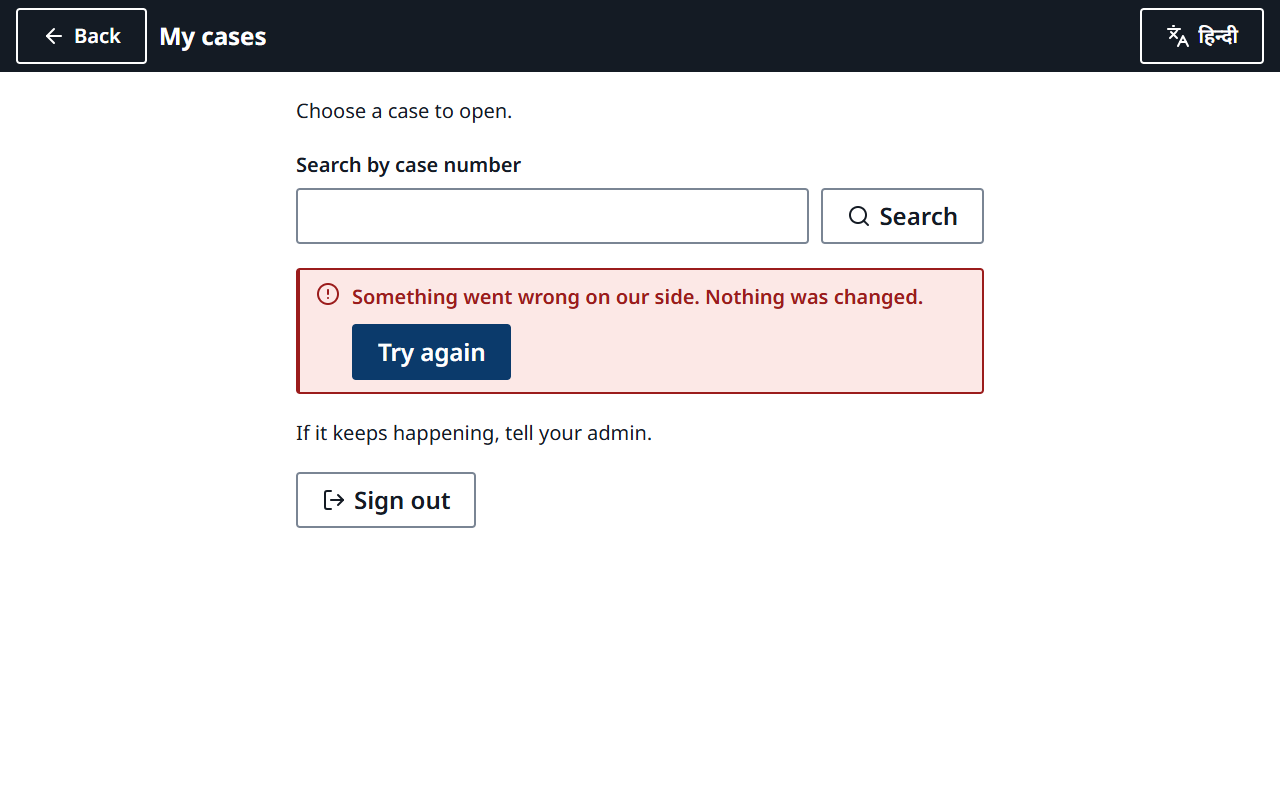 Back
My cases
हिन्दी
Choose a case to open.
Search by case number
Search
Something went wrong on our side. Nothing was changed.
Try again
If it keeps happening, tell your admin.
Sign out